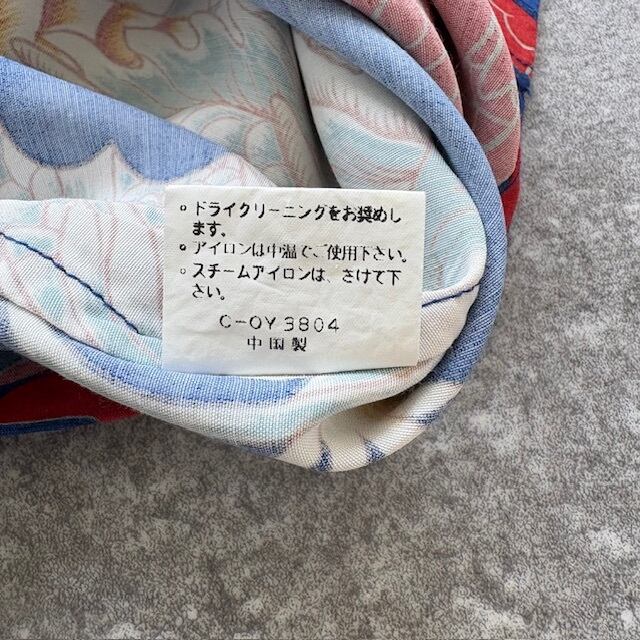 ◦ドライクリーニングをお奨めし
ます。
◦アイロンは中温でご使用下さい。
◦スチームアイロンは、さけて下
さい。
C-OY3804
中国製